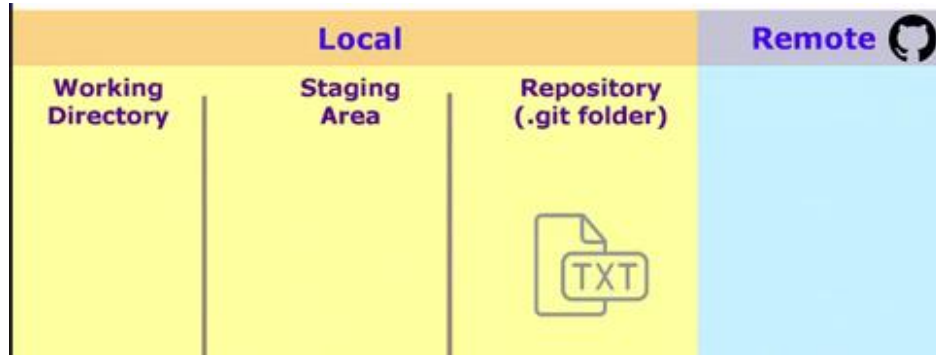 Local
Remote
Working
Directory
Staging
Area
Repository
(.git folder)
TXT